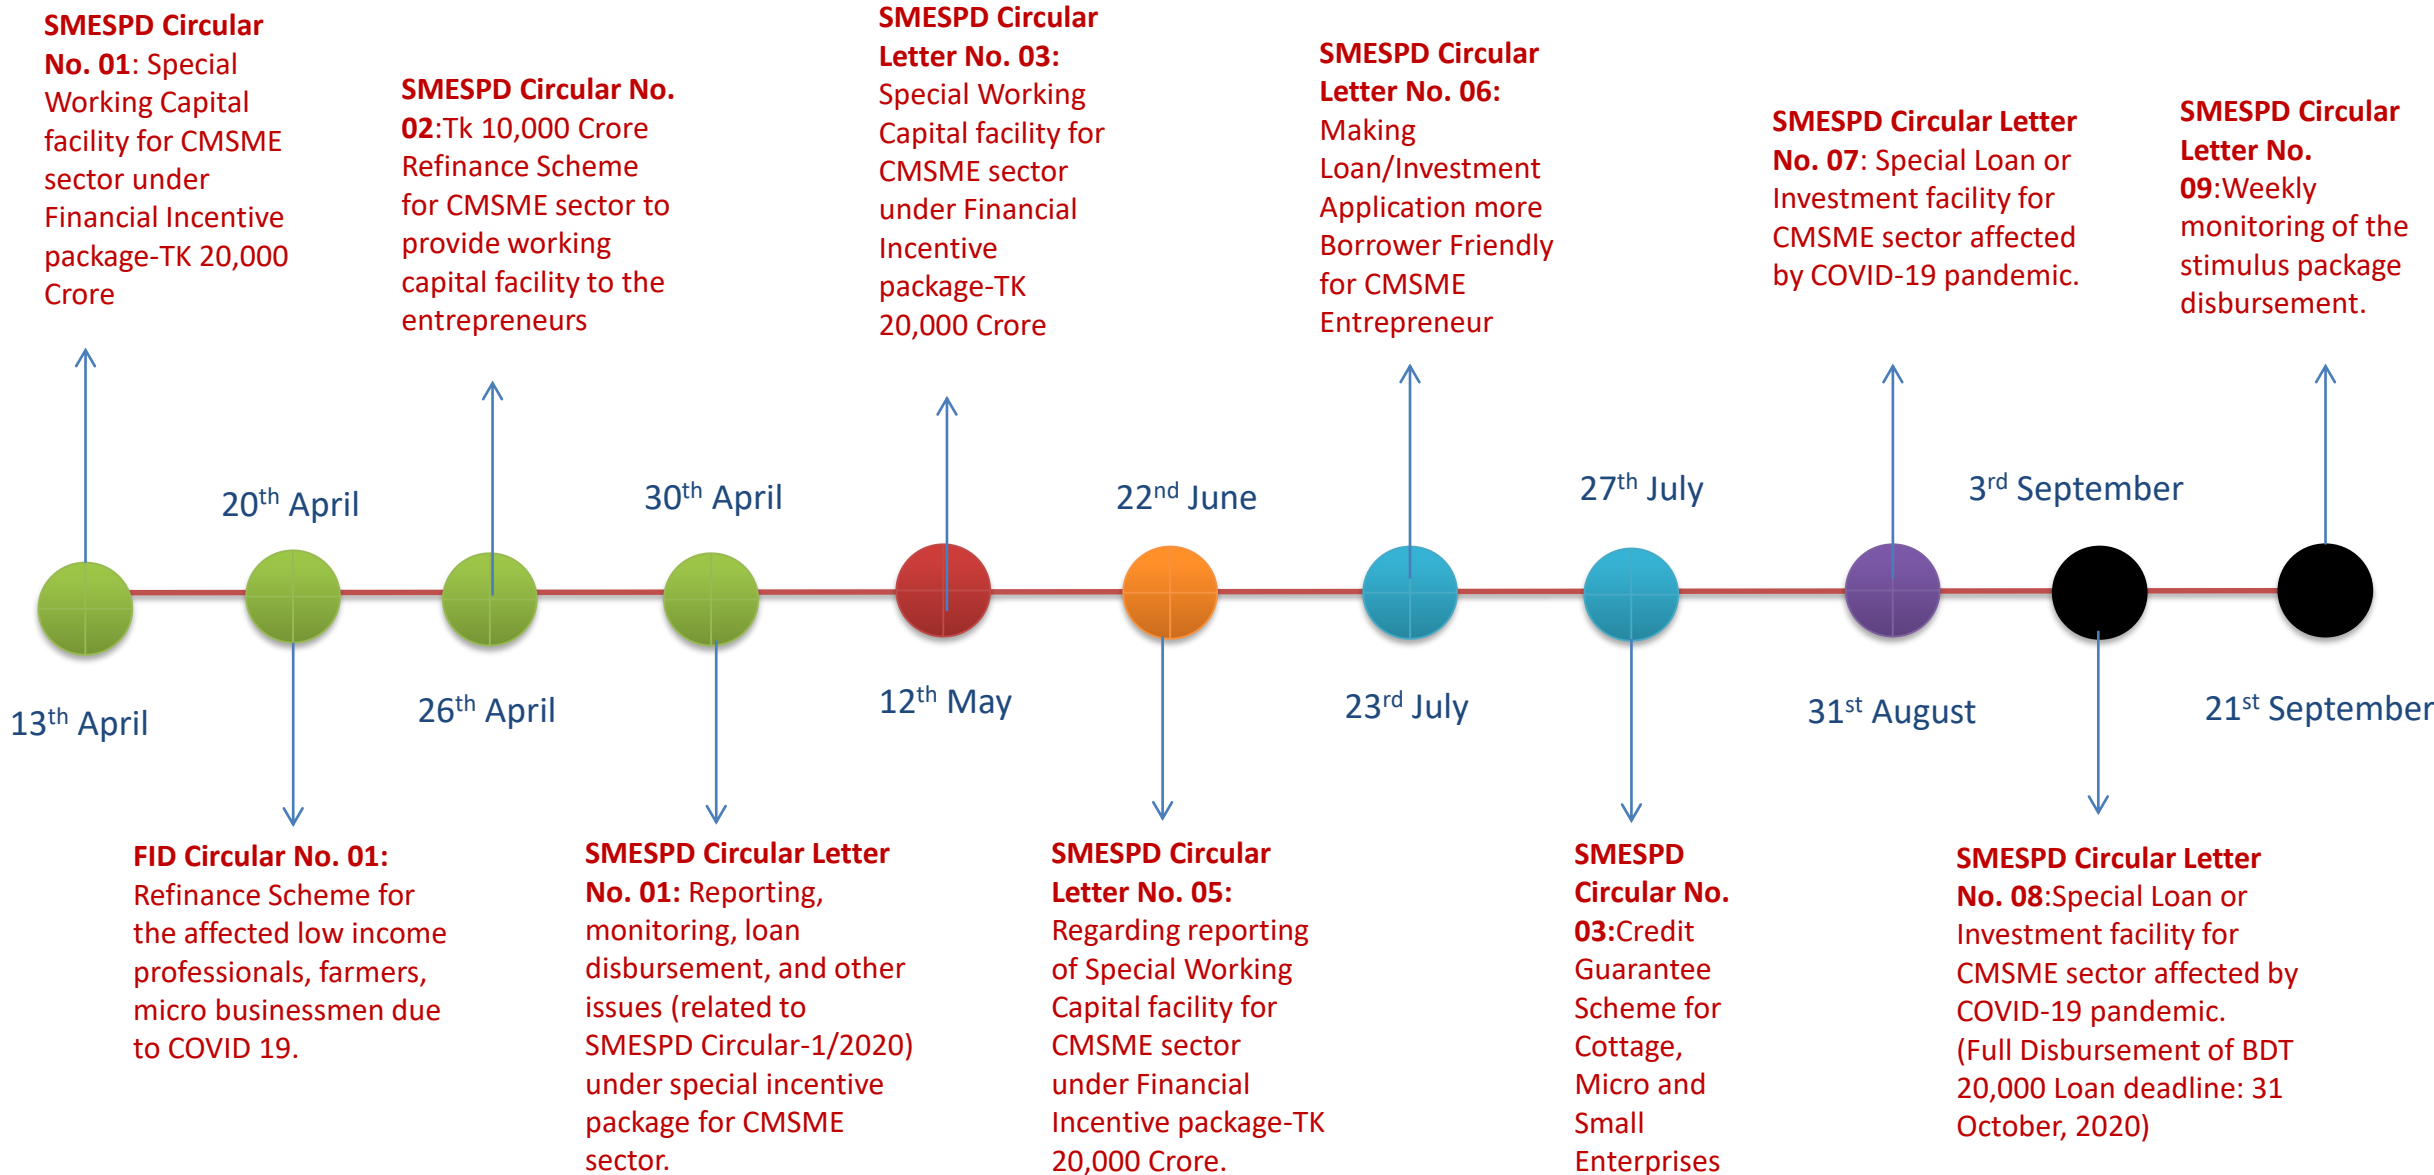 SMESPD Circular
No. 01: Special
Working Capital
facility for CMSME
sector under
Financial Incentive
package-TK 20,000
Crore
SMESPD Circular No.
02:Tk 10,000 Crore
Refinance Scheme
for CMSME sector to
provide working
capital facility to the
entrepreneurs
SMESPD Circular
Letter No. 03:
Special Working
Capital facility for
CMSME sector
under Financial
Incentive
package-TK
20,000 Crore
SMESPD Circular
Letter No. 06:
Making
Loan/Investment
Application more
Borrower Friendly
for CMSME
Entrepreneur
SMESPD Circular Letter
No. 07: Special Loan or
Investment facility for
CMSME sector affected
by COVID-19 pandemic.
SMESPD Circular
Letter No.
09:Weekly
monitoring of the
stimulus package
disbursement.
20th April
30th April
22nd June
27th July
3rd September
13th April
26th April
12th May
23rd July
31st August
21st September
FID Circular No. 01:
Refinance Scheme for
the affected low income
professionals, farmers,
micro businessmen due
to COVID 19.
SMESPD Circular Letter
No. 01: Reporting,
monitoring, loan
disbursement, and other
issues (related to
SMESPD Circular-1/2020)
under special incentive
package for CMSME
sector.
SMESPD Circular
Letter No. 05:
Regarding reporting
of Special Working
Capital facility for
CMSME sector
under Financial
Incentive package-TK
20,000 Crore.
SMESPD
Circular No.
03:Credit
Guarantee
Scheme for
Cottage,
Micro and
Small
Enterprises
SMESPD Circular Letter
No. 08:Special Loan or
Investment facility for
CMSME sector affected by
COVID-19 pandemic.
(Full Disbursement of BDT
20,000 Loan deadline: 31
October, 2020)